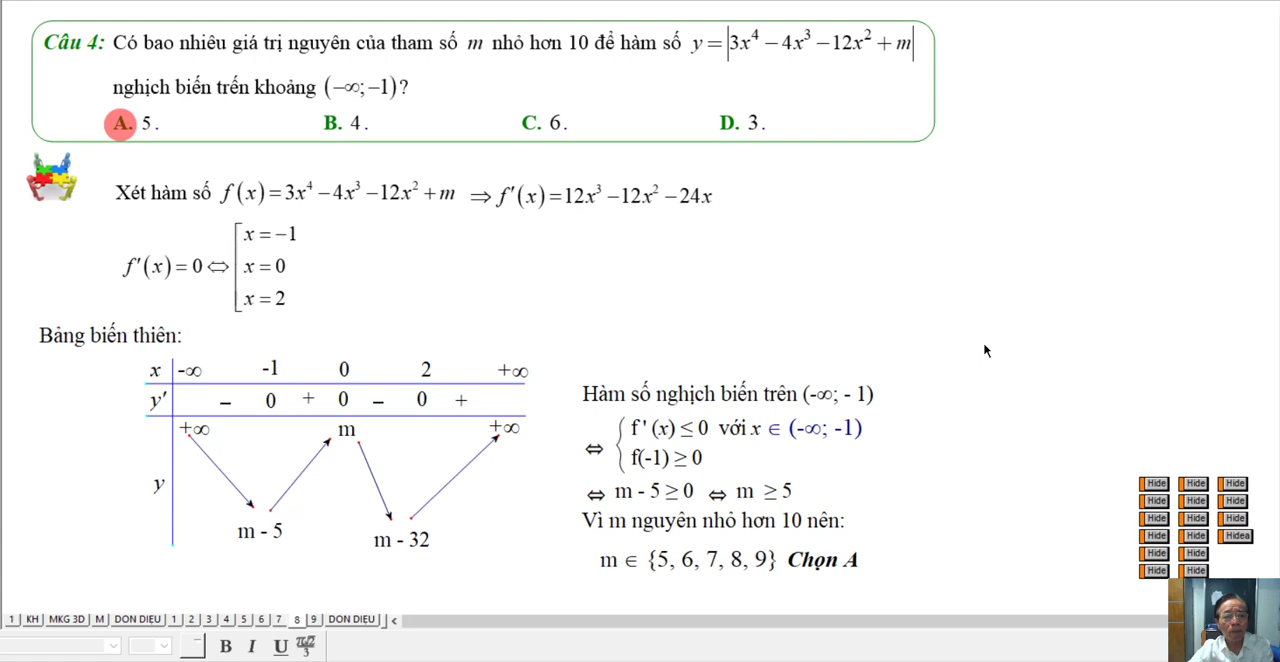 Câu 4: Có bao nhiêu giá trị nguyên của tham số m nhỏ hơn 10 để hàm số y = |3x⁴ − 4x³ − 12x² + m|
nghịch biến trến khoảng (−∞; −1)?
A. 5. B. 4. C. 6. D. 3.
Xét hàm số f(x) = 3x⁴ − 4x³ − 12x² + m ⇒ f'(x) = 12x³ − 12x² − 24x
f'(x) = 0 ⇔ [ x = −1
x = 0
x = 2
Bảng biến thiên:
x -∞ -1 0 2 +∞
y' − 0 + 0 − 0 +
+∞ m +∞
y
m - 5 m - 32
Hàm số nghịch biến trên (-∞; - 1)
⇔ { f'(x) ≤ 0 với x ∈ (-∞; -1)
f(-1) ≥ 0
⇔ m - 5 ≥ 0 ⇔ m ≥ 5
Vì m nguyên nhỏ hơn 10 nên:
m ∈ {5, 6, 7, 8, 9} Chọn A
Hide Hide Hide
Hide Hide Hide
Hide Hide Hide
Hide Hide Hidea
Hide Hide
Hide Hide
1 KH MKG 3D M DON DIEU 1 2 3 4 5 6 7 8 9 DON DIEU
B I U